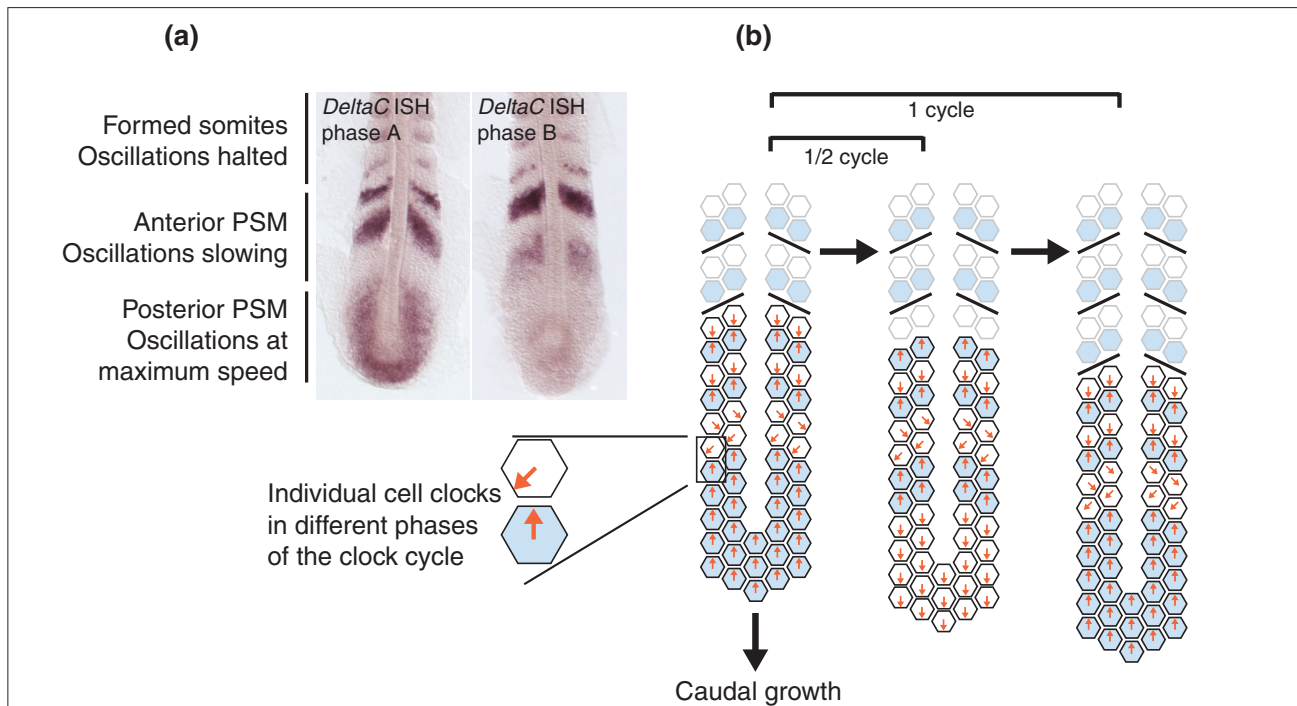 (a)
DeltaC ISH
phase A
DeltaC ISH
phase B
Formed somites
Oscillations halted
Anterior PSM
Oscillations slowing
Posterior PSM
Oscillations at
maximum speed
(b)
1 cycle
1/2 cycle
Individual cell clocks
in different phases
of the clock cycle
Caudal growth